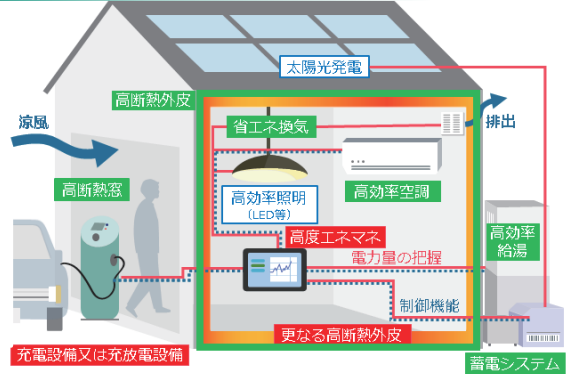 太陽光発電
高断熱外皮
涼風
省エネ換気
排出
高断熱窓
高効率照明
（LED等）
高効率空調
高度エネマネ
高効率
給湯
電力量の把握
制御機能
更なる高断熱外皮
充電設備又は充放電設備
蓄電システム